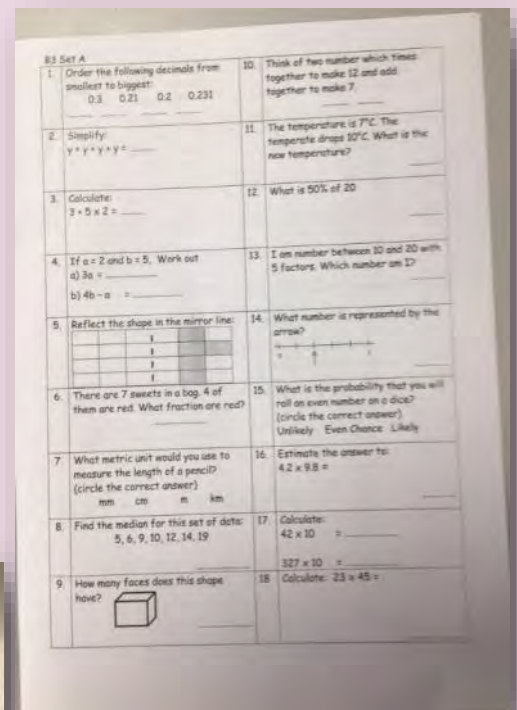 R3 Set A
1. Order the following decimals from
smallest to biggest:
0.3 0.21 0.2 0.231
2. Simplify:
y + y + y + y = ____
3. Calculate:
3 + 5 x 2 = ____
4. If a = 2 and b = 5, Work out
a) 3a = ____
b) 4b - a = ____
5. Reflect the shape in the mirror line:
6. There are 7 sweets in a bag. 4 of
them are red. What fraction are red?
7. What metric unit would you use to
measure the length of a pencil?
(circle the correct answer)
mm cm m km
8. Find the median for this set of data:
5, 6, 9, 10, 12, 14, 19
9. How many faces does this shape
have?
10. Think of two number which times
together to make 12 and add
together to make 7.
11. The temperature is 7°C. The
temperate drops 10°C. What is the
new temperature?
12. What is 50% of 20
13. I am number between 10 and 20 with
5 factors. Which number am I?
14. What number is represented by the
arrow?
15. What is the probability that you will
roll an even number on a dice?
(circle the correct answer)
Unlikely Even Chance Likely
16. Estimate the answer to:
4.2 x 9.8 =
17. Calculate:
42 x 10 = ____
327 x 10 = ____
18 Calculate: 23 x 45 =